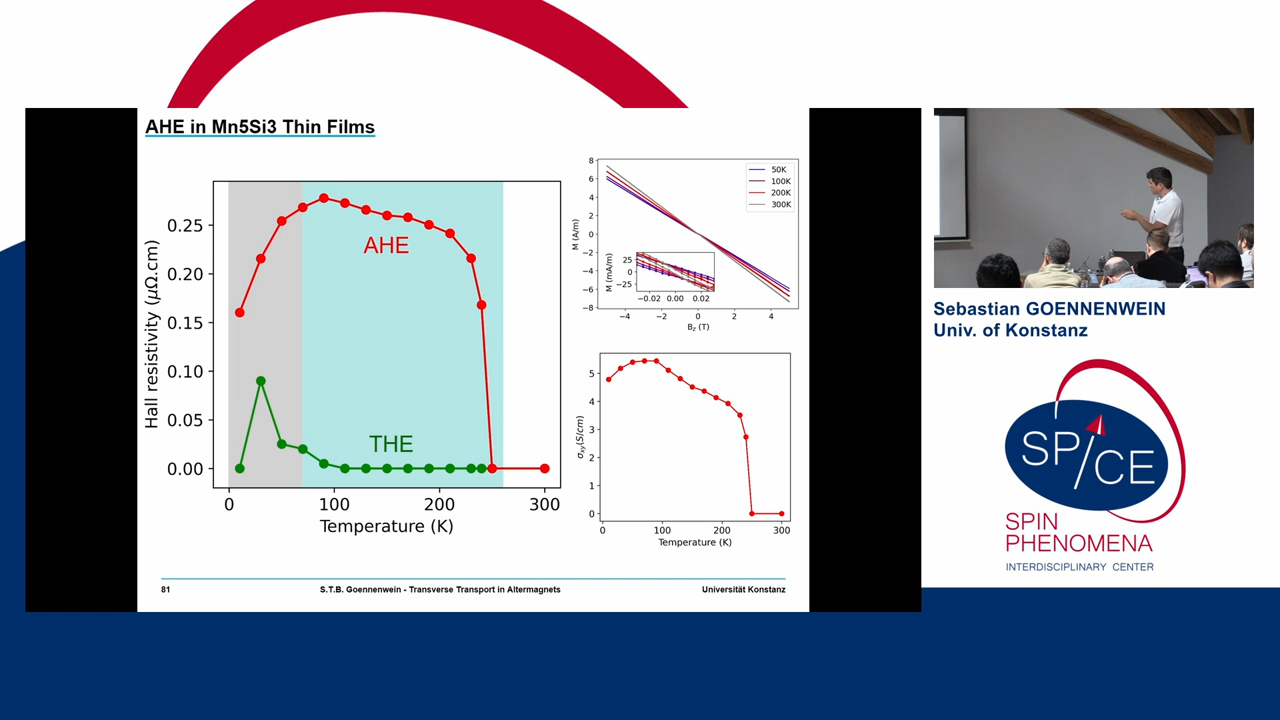 AHE in Mn5Si3 Thin Films
Hall resistivity (μΩ.cm)
0.25
0.20
0.15
0.10
0.05
0.00
AHE
THE
0 100 200 300
Temperature (K)
M (A/m)
8
6
4
2
0
−2
−4
−6
−8
50K
100K
200K
300K
M (mA/m)
25
0
−25
−0.02 0.00 0.02
−4 −2 0 2 4
Bz (T)
σxy(S/cm)
5
4
3
2
1
0
0 100 200 300
Temperature (K)
81 S.T.B. Goennenwein - Transverse Transport in Altermagnets Universität Konstanz
Sebastian GOENNENWEIN
Univ. of Konstanz
SP/CE
SPIN
PHENOMENA
INTERDISCIPLINARY CENTER